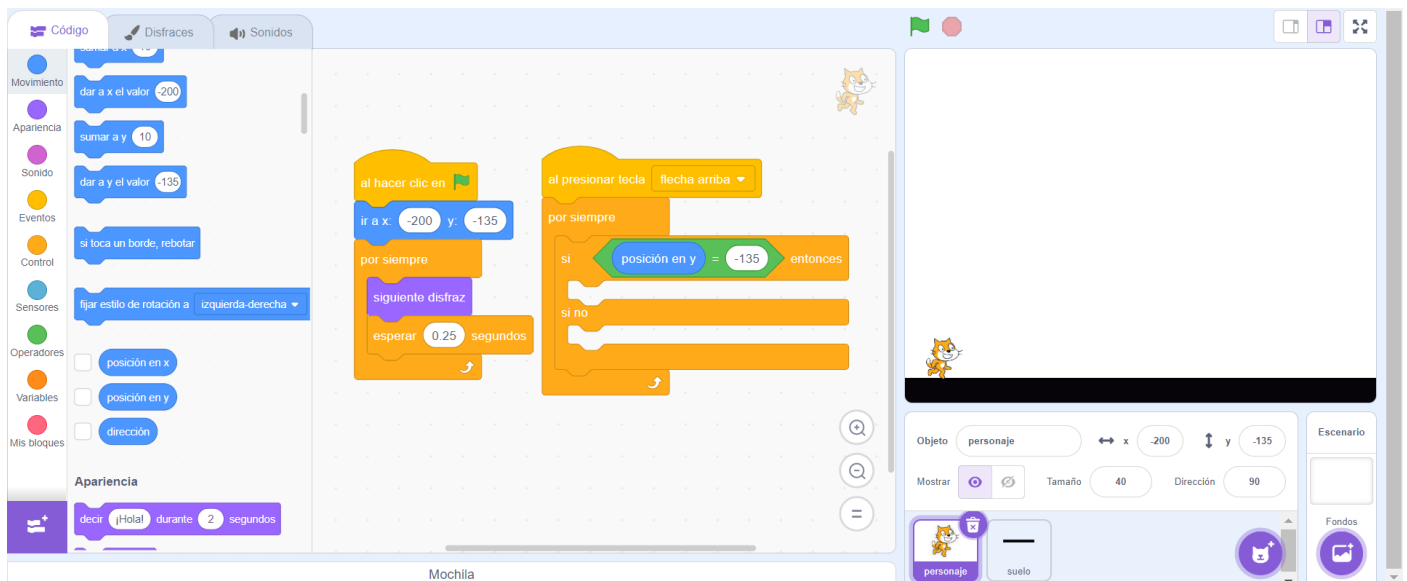 Código
Disfraces
Sonidos
Movimiento
Apariencia
Sonido
Eventos
Control
Sensores
Operadores
Variables
Mis bloques
sumar a x 10
dar a x el valor -200
sumar a y 10
dar a y el valor -135
si toca un borde, rebotar
fijar estilo de rotación a izquierda-derecha
posición en x
posición en y
dirección
Apariencia
decir ¡Hola! durante 2 segundos
al hacer clic en
ir a x: -200 y: -135
por siempre
siguiente disfraz
esperar 0.25 segundos
al presionar tecla flecha arriba
por siempre
si posición en y = -135 entonces
si no
Mochila
Objeto personaje x -200 y -135
Mostrar Tamaño 40 Dirección 90
personaje
suelo
Escenario
Fondos